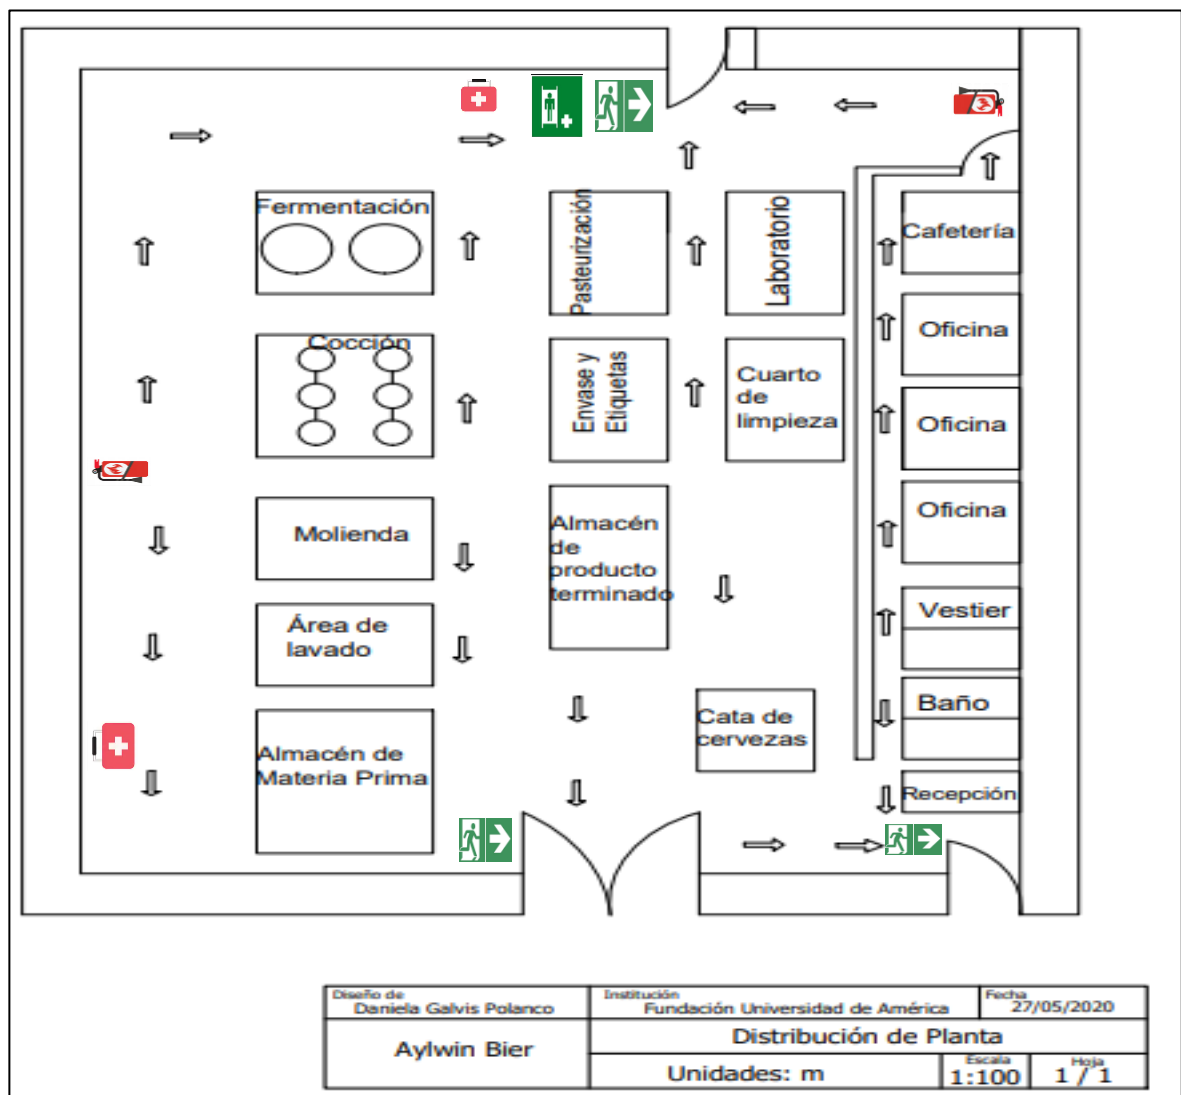 Fermentación
Pasteurización
Laboratorio
Cafetería
Oficina
Cocción
Envase y
Etiquetas
Cuarto
de
limpieza
Oficina
Molienda
Almacén
de
producto
terminado
Oficina
Área de
lavado
Vestier
Almacén de
Materia Prima
Cata de
cervezas
Baño
Recepción
Diseño de
Daniela Galvis Polanco
Institución
Fundación Universidad de América
Fecha
27/05/2020
Aylwin Bier
Distribución de Planta
Unidades: m
Escala
1:100
Hoja
1 / 1